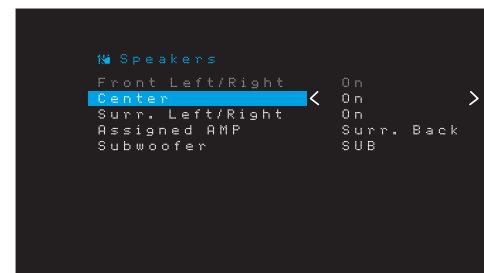 Speakers
Front Left/Right On
Center < On >
Surr. Left/Right On
Assigned AMP Surr. Back
Subwoofer SUB